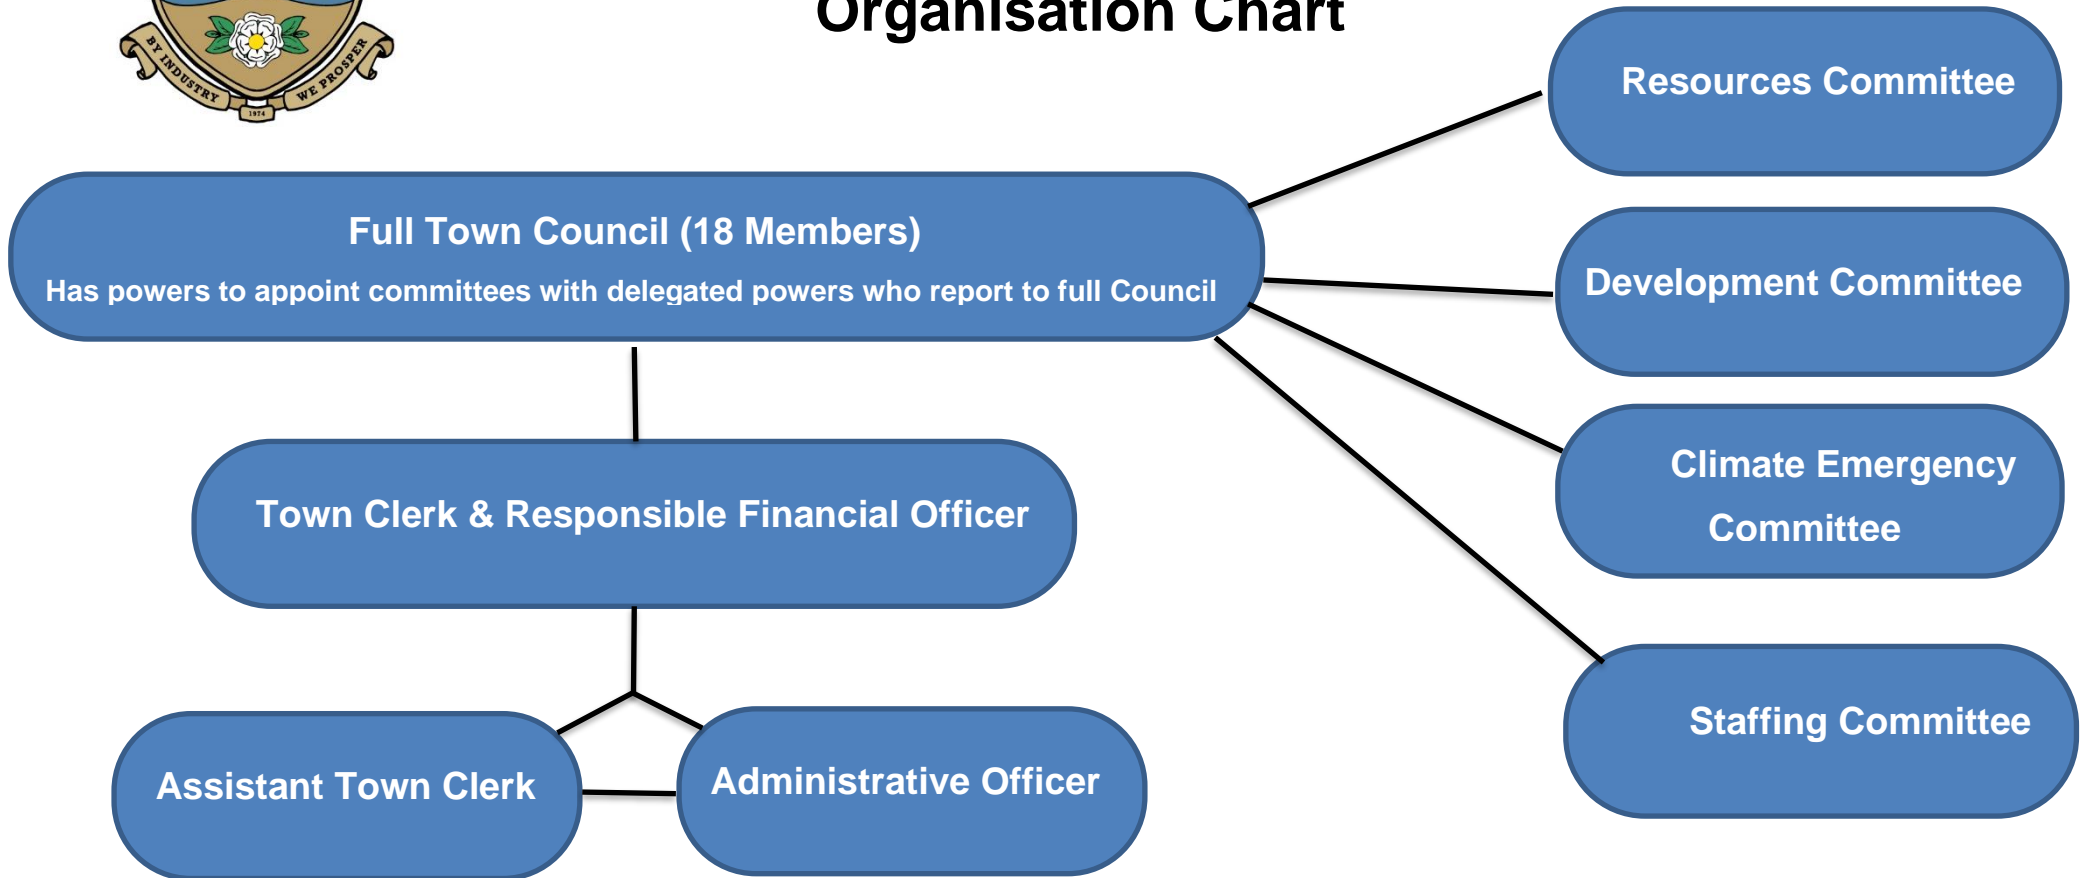 Organisation Chart
BY INDUSTRY WE PROSPER
1974
Resources Committee
Full Town Council (18 Members)
Has powers to appoint committees with delegated powers who report to full Council
Development Committee
Climate Emergency
Committee
Town Clerk & Responsible Financial Officer
Staffing Committee
Assistant Town Clerk
Administrative Officer